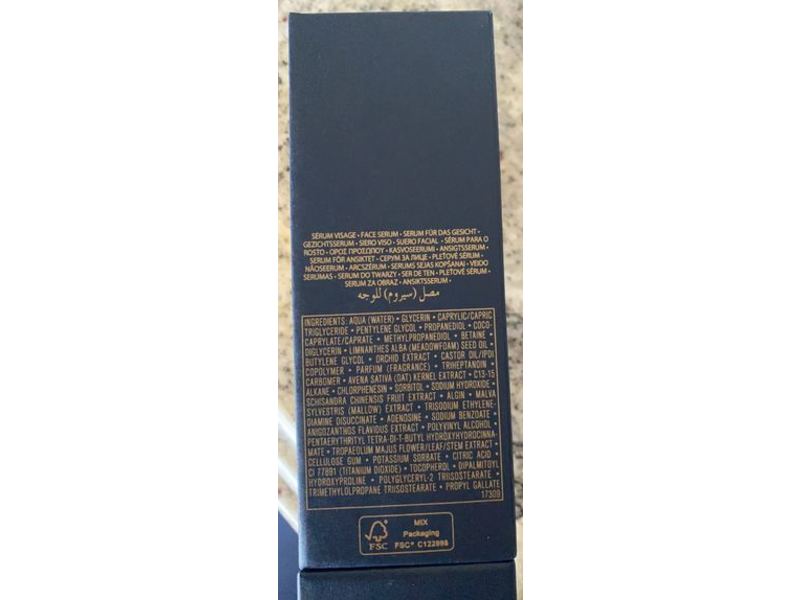 SÉRUM VISAGE • FACE SERUM • SERUM FÜR DAS GESICHT •
GEZICHTSSERUM • SIERO VISO • SUERO FACIAL • SÉRUM PARA O
ROSTO • ΟΡΟΣ ΠΡΟΣΩΠΟΥ • KASVOSEERUMI • ANSIGTSSERUM •
SERUM FÖR ANSIKTET • СЕРУМ ЗА ЛИЦЕ • PLEŤOVÉ SÉRUM •
NÄOSEERUM • ARCSZÉRUM • SERUMS SEJAS KOPŠANAI • VEIDO
SERUMAS • SERUM DO TWARZY • SER DE TEN • PLEŤOVÉ SÉRUM •
SERUM ZA OBRAZ • ANSIKTSSERUM •
مصل (سيروم) للوجه
INGREDIENTS: AQUA (WATER) • GLYCERIN • CAPRYLIC/CAPRIC
TRIGLYCERIDE • PENTYLENE GLYCOL • PROPANEDIOL • COCO-
CAPRYLATE/CAPRATE • METHYLPROPANEDIOL • BETAINE •
DIGLYCERIN • LIMNANTHES ALBA (MEADOWFOAM) SEED OIL •
BUTYLENE GLYCOL • ORCHID EXTRACT • CASTOR OIL/IPDI
COPOLYMER • PARFUM (FRAGRANCE) • TRIHEPTANOIN •
CARBOMER • AVENA SATIVA (OAT) KERNEL EXTRACT • C13-15
ALKANE • CHLORPHENESIN • SORBITOL • SODIUM HYDROXIDE •
SCHISANDRA CHINENSIS FRUIT EXTRACT • ALGIN • MALVA
SYLVESTRIS (MALLOW) EXTRACT • TRISODIUM ETHYLENE-
DIAMINE DISUCCINATE • ADENOSINE • SODIUM BENZOATE •
ANIGOZANTHOS FLAVIDUS EXTRACT • POLYVINYL ALCOHOL •
PENTAERYTHRITYL TETRA-DI-T-BUTYL HYDROXYHYDROCINNA-
MATE • TROPAEOLUM MAJUS FLOWER/LEAF/STEM EXTRACT •
CELLULOSE GUM • POTASSIUM SORBATE • CITRIC ACID •
CI 77891 (TITANIUM DIOXIDE) • TOCOPHEROL • DIPALMITOYL
HYDROXYPROLINE • POLYGLYCERYL-2 TRIISOSTEARATE •
TRIMETHYLOLPROPANE TRIISOSTEARATE • PROPYL GALLATE
17309
MIX
Packaging
FSC
FSC® C122998